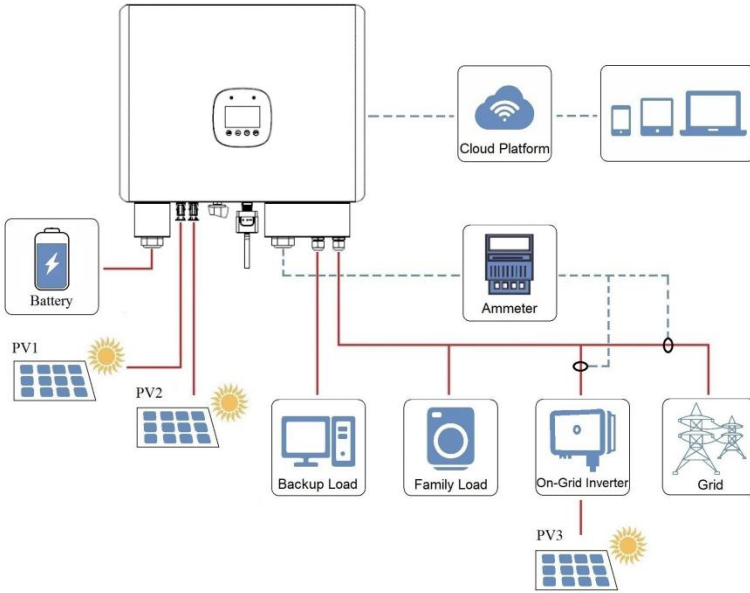 Cloud Platform
Battery
Ammeter
PV1
PV2
Backup Load
Family Load
On-Grid Inverter
Grid
PV3